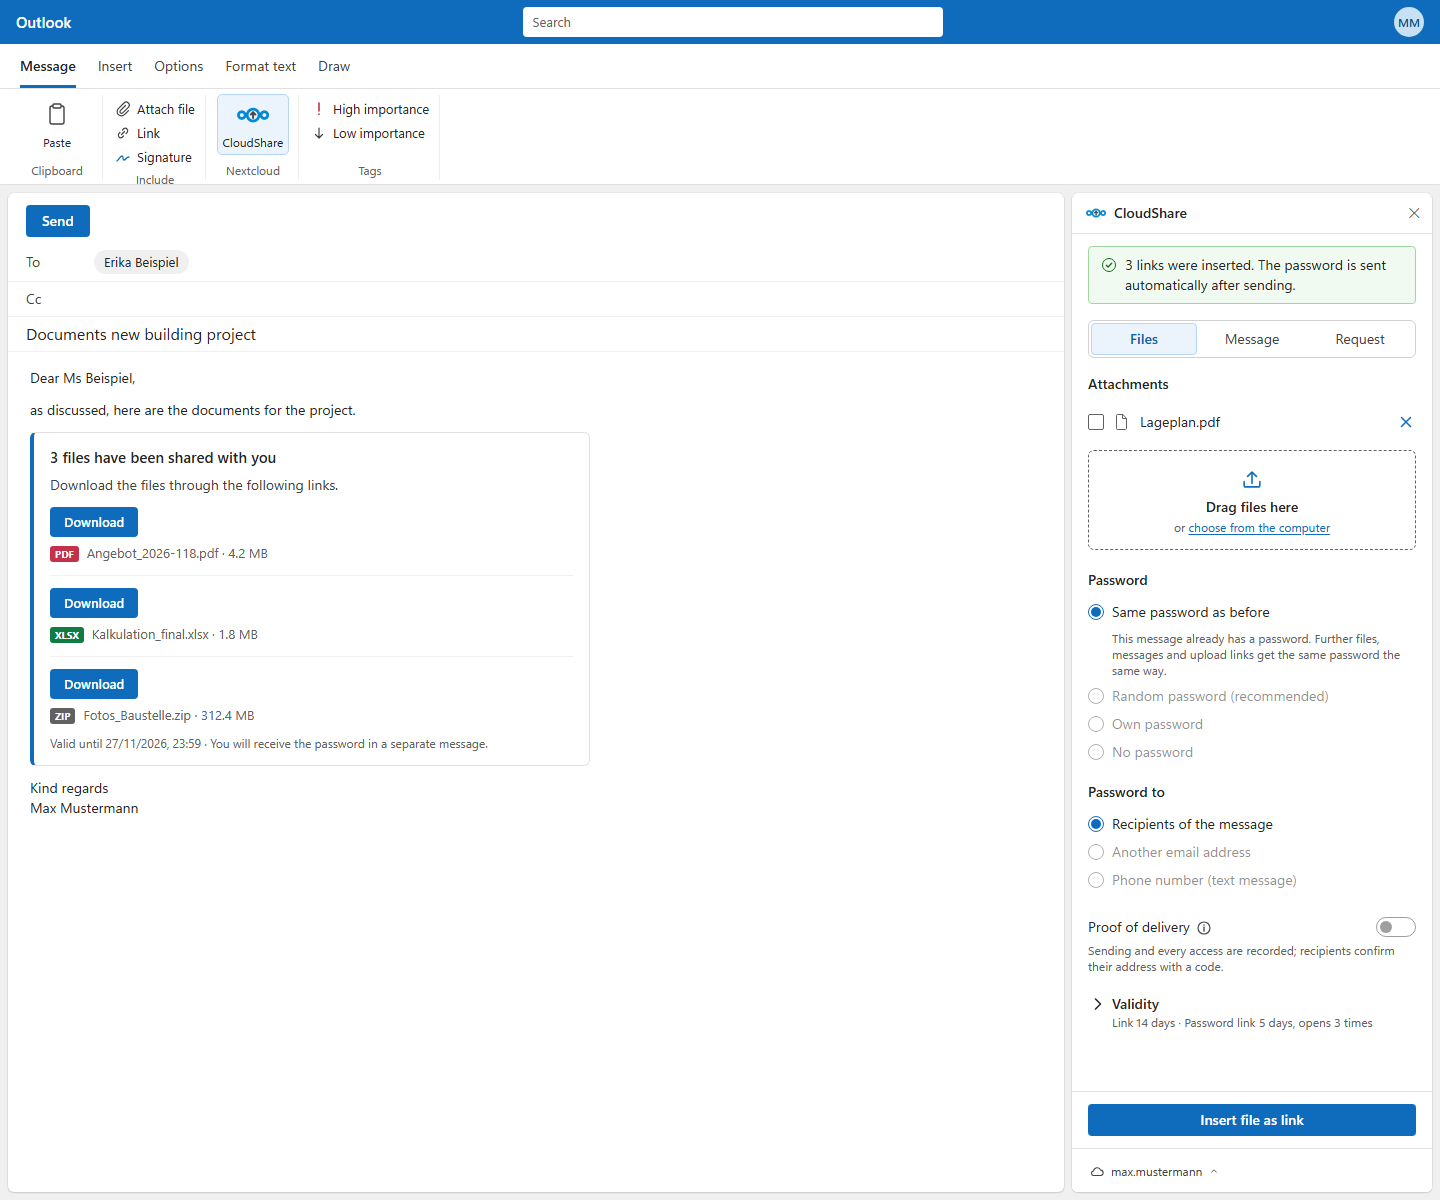 Outlook
Search
MM
Message
Insert
Options
Format text
Draw
Paste
Clipboard
Attach file
Link
Signature
Include
CloudShare
Nextcloud
High importance
Low importance
Tags
Send
To
Erika Beispiel
Cc
Documents new building project
Dear Ms Beispiel,
as discussed, here are the documents for the project.
3 files have been shared with you
Download the files through the following links.
Download
PDF Angebot_2026-118.pdf · 4.2 MB
Download
XLSX Kalkulation_final.xlsx · 1.8 MB
Download
ZIP Fotos_Baustelle.zip · 312.4 MB
Valid until 27/11/2026, 23:59 · You will receive the password in a separate message.
Kind regards
Max Mustermann
CloudShare
3 links were inserted. The password is sent
automatically after sending.
Files
Message
Request
Attachments
Lageplan.pdf
Drag files here
or choose from the computer
Password
Same password as before
This message already has a password. Further files,
messages and upload links get the same password the
same way.
Random password (recommended)
Own password
No password
Password to
Recipients of the message
Another email address
Phone number (text message)
Proof of delivery
Sending and every access are recorded; recipients confirm
their address with a code.
Validity
Link 14 days · Password link 5 days, opens 3 times
Insert file as link
max.mustermann